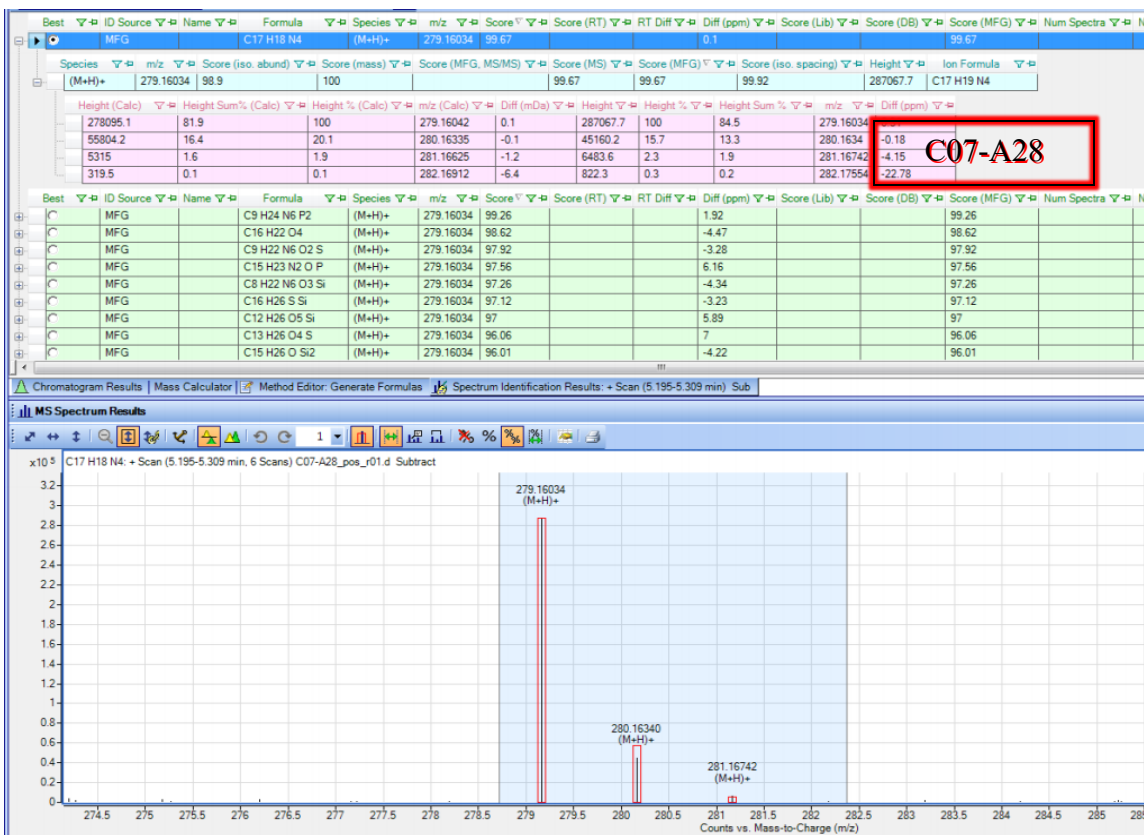 Best ID Source Name Formula Species m/z Score Score (RT) RT Diff Diff (ppm) Score (Lib) Score (DB) Score (MFG) Num Spectra
MFG C17 H18 N4 (M+H)+ 279.16034 99.67 0.1 99.67
Species m/z Score (iso. abund) Score (mass) Score (MFG, MS/MS) Score (MS) Score (MFG) Score (iso. spacing) Height Ion Formula
(M+H)+ 279.16034 98.9 100 99.67 99.67 99.92 287067.7 C17 H19 N4
Height (Calc) Height Sum% (Calc) Height % (Calc) m/z (Calc) Diff (mDa) Height Height % Height Sum % m/z Diff (ppm)
278095.1 81.9 100 279.16042 0.1 287067.7 100 84.5 279.16034
55804.2 16.4 20.1 280.16335 -0.1 45160.2 15.7 13.3 280.1634 -0.18
5315 1.6 1.9 281.16625 -1.2 6483.6 2.3 1.9 281.16742 -4.15
319.5 0.1 0.1 282.16912 -6.4 822.3 0.3 0.2 282.17554 -22.78
C07-A28
Best ID Source Name Formula Species m/z Score Score (RT) RT Diff Diff (ppm) Score (Lib) Score (DB) Score (MFG) Num Spectra
MFG C9 H24 N6 P2 (M+H)+ 279.16034 99.26 1.92 99.26
MFG C16 H22 O4 (M+H)+ 279.16034 98.62 -4.47 98.62
MFG C9 H22 N6 O2 S (M+H)+ 279.16034 97.92 -3.28 97.92
MFG C15 H23 N2 O P (M+H)+ 279.16034 97.56 6.16 97.56
MFG C8 H22 N6 O3 Si (M+H)+ 279.16034 97.26 -4.34 97.26
MFG C16 H26 S Si (M+H)+ 279.16034 97.12 -3.23 97.12
MFG C12 H26 O5 Si (M+H)+ 279.16034 97 5.89 97
MFG C13 H26 O4 S (M+H)+ 279.16034 96.06 7 96.06
MFG C15 H26 O Si2 (M+H)+ 279.16034 96.01 -4.22 96.01
Chromatogram Results Mass Calculator Method Editor: Generate Formulas Spectrum Identification Results: + Scan (5.195-5.309 min) Sub
MS Spectrum Results
1
x10 5 C17 H18 N4: + Scan (5.195-5.309 min, 6 Scans) C07-A28_pos_r01.d Subtract
3.2
279.16034
(M+H)+
3
2.8
2.6
2.4
2.2
2
1.8
1.6
1.4
1.2
1
0.8
280.16340
(M+H)+
0.6
281.16742
(M+H)+
0.4
0.2
0
274.5 275 275.5 276 276.5 277 277.5 278 278.5 279 279.5 280 280.5 281 281.5 282 282.5 283 283.5 284 284.5 285
Counts vs. Mass-to-Charge (m/z)